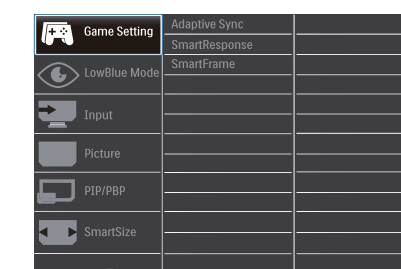 Game Setting
Adaptive Sync
SmartResponse
SmartFrame
LowBlue Mode
Input
Picture
PIP/PBP
SmartSize